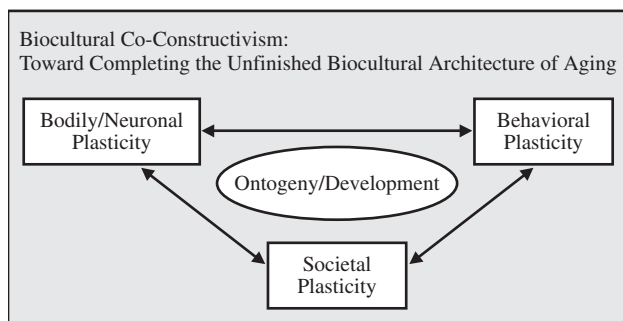 Biocultural Co-Constructivism:
Toward Completing the Unfinished Biocultural Architecture of Aging
Bodily/Neuronal
Plasticity
Behavioral
Plasticity
Ontogeny/Development
Societal
Plasticity